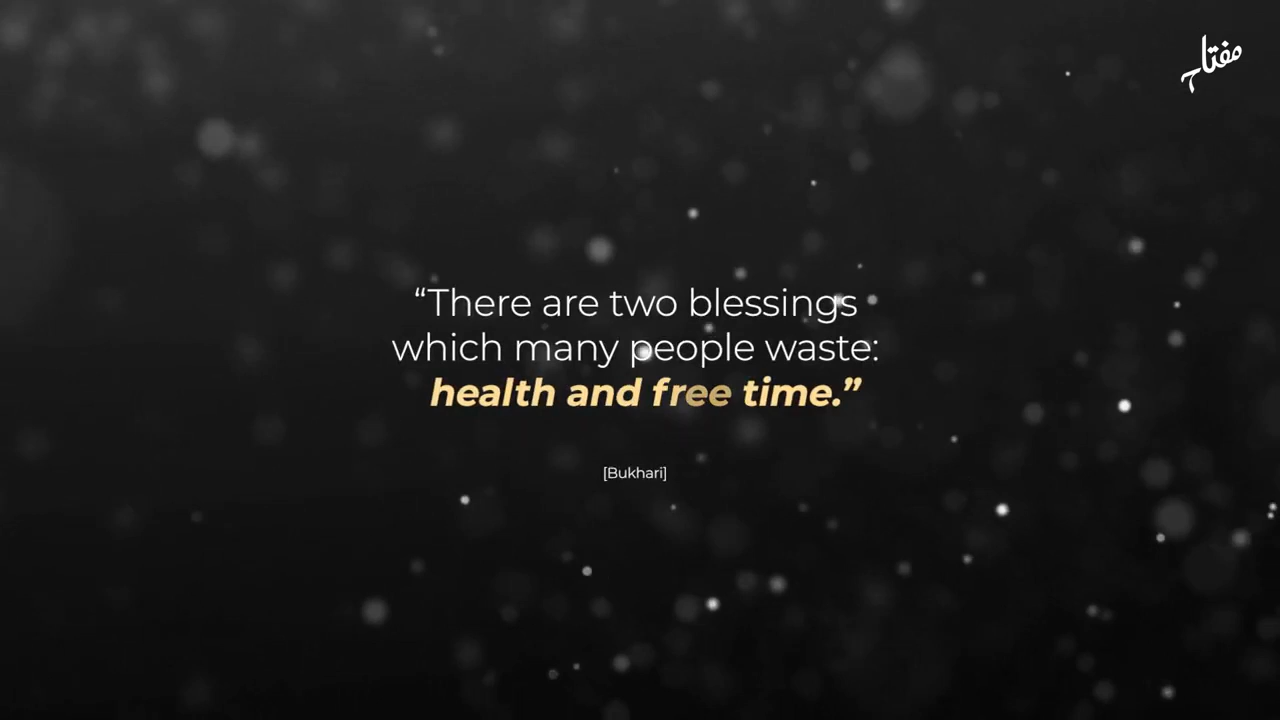 مفتاح
“There are two blessings
which many people waste:
health and free time.”
[Bukhari]